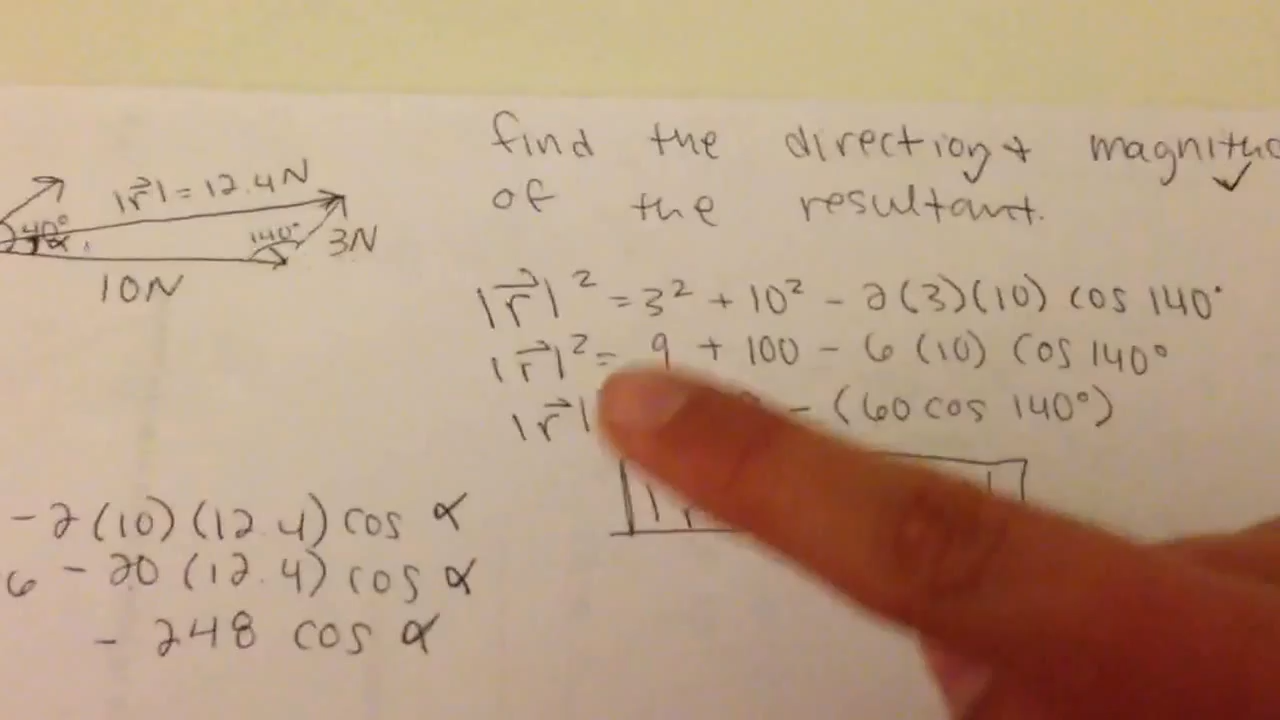 find the direction & magnitud
of the resultant.
|r⃗| = 12.4N
40°
α
140°
3N
10N
|r⃗|² = 3² + 10² - 2(3)(10) cos 140°
|r⃗|² = 9 + 100 - 6(10) cos 140°
|r⃗| - (60 cos 140°)
- 2(10)(12.4) cos α
6 - 20(12.4) cos α
- 248 cos α